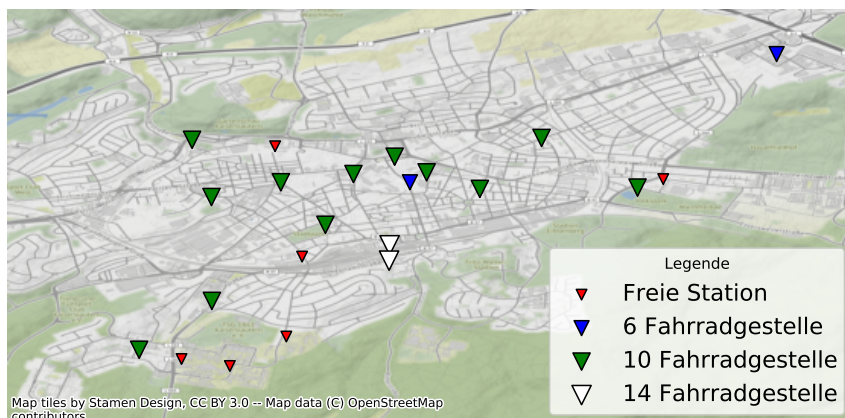 Legende
Freie Station
6 Fahrradgestelle
10 Fahrradgestelle
14 Fahrradgestelle
Map tiles by Stamen Design, CC BY 3.0 -- Map data (C) OpenStreetMap
contributors